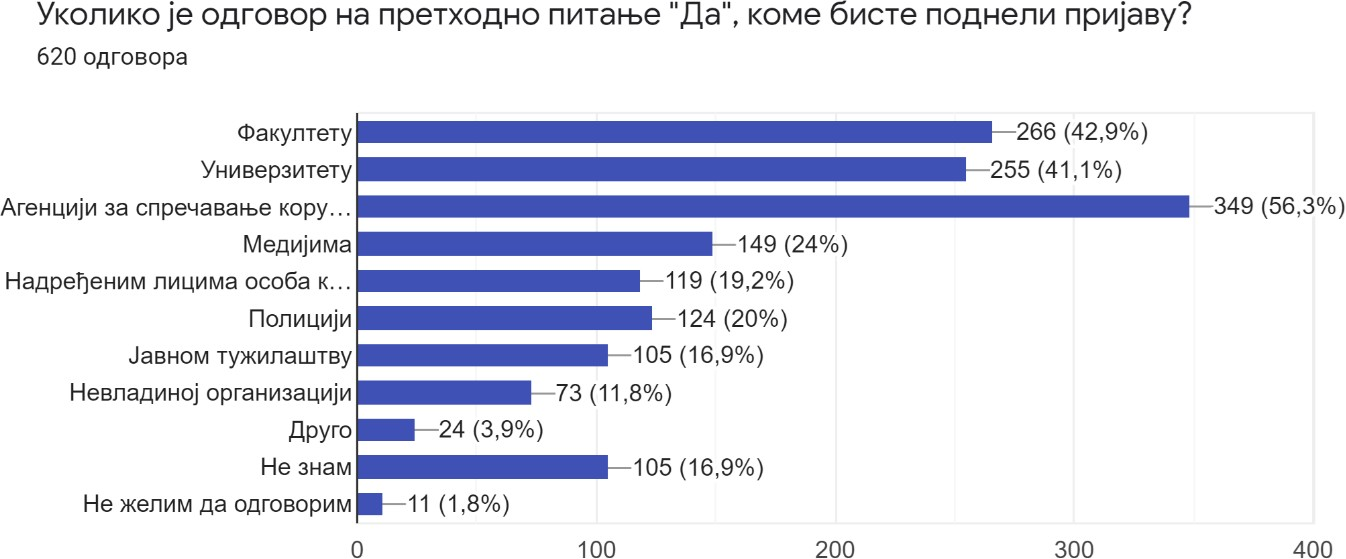 Уколико је одговор на претходно питање "Да", коме бисте поднели пријаву?
620 одговора
Факултету 266 (42,9%)
Универзитету 255 (41,1%)
Агенцији за спречавање кору… 349 (56,3%)
Медијима 149 (24%)
Надређеним лицима особа к… 119 (19,2%)
Полицији 124 (20%)
Јавном тужилаштву 105 (16,9%)
Невладиној организацији 73 (11,8%)
Друго 24 (3,9%)
Не знам 105 (16,9%)
Не желим да одговорим 11 (1,8%)
0 100 200 300 400